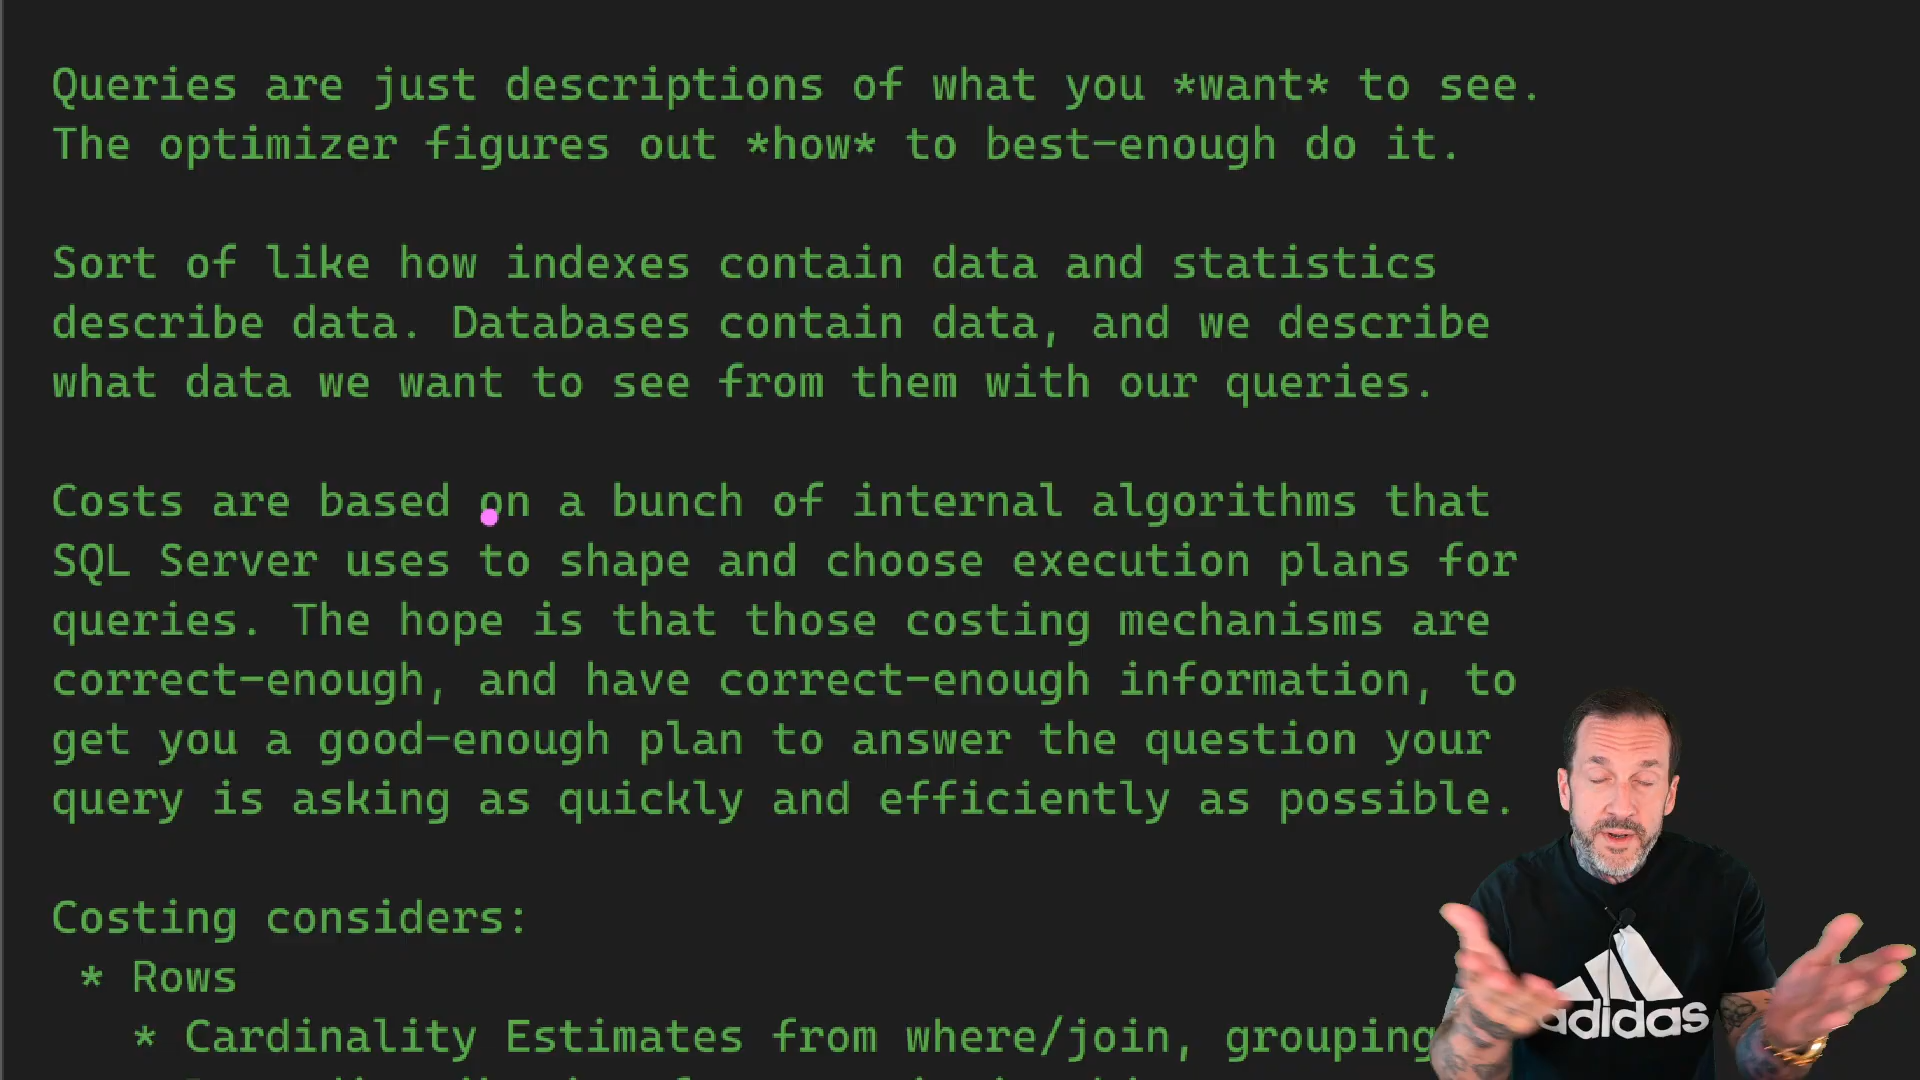 Queries are just descriptions of what you *want* to see.
The optimizer figures out *how* to best-enough do it.
Sort of like how indexes contain data and statistics
describe data. Databases contain data, and we describe
what data we want to see from them with our queries.
Costs are based on a bunch of internal algorithms that
SQL Server uses to shape and choose execution plans for
queries. The hope is that those costing mechanisms are
correct-enough, and have correct-enough information, to
get you a good-enough plan to answer the question your
query is asking as quickly and efficiently as possible.
Costing considers:
* Rows
* Cardinality Estimates from where/join, grouping
adidas